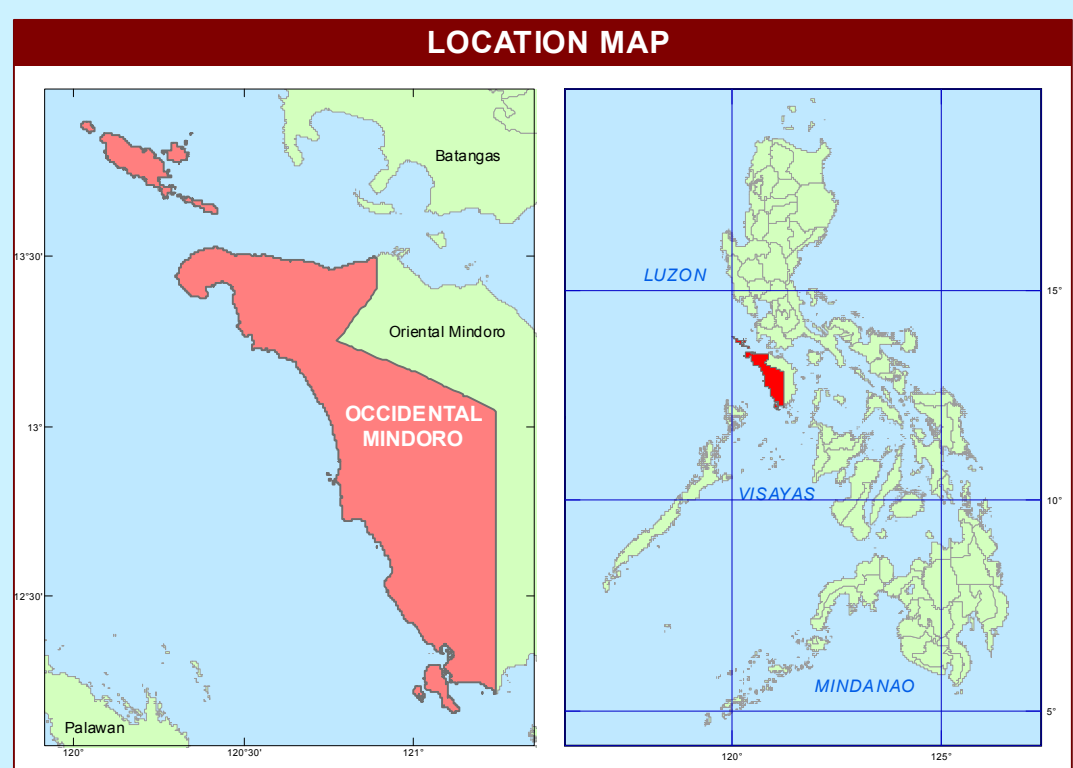 LOCATION MAP
Batangas
13°30'
Oriental Mindoro
OCCIDENTAL
MINDORO
13°
12°30'
Palawan
120°
120°30'
121°
LUZON
15°
VISAYAS
10°
MINDANAO
5°
120°
125°